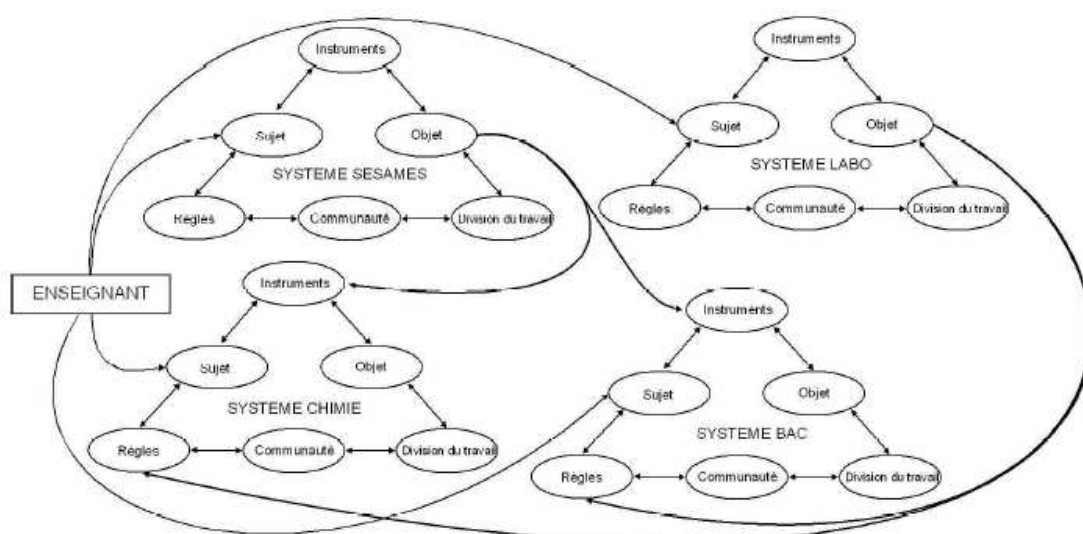 Instruments
Sujet
Objet
SYSTEME SESAMES
Règles
Communauté
Division du travail
Instruments
Sujet
Objet
SYSTEME LABO
Règles
Communauté
Division du travail
ENSEIGNANT
Instruments
Sujet
Objet
SYSTEME CHIMIE
Règles
Communauté
Division du travail
Instruments
Sujet
Objet
SYSTEME BAC
Règles
Communauté
Division du travail